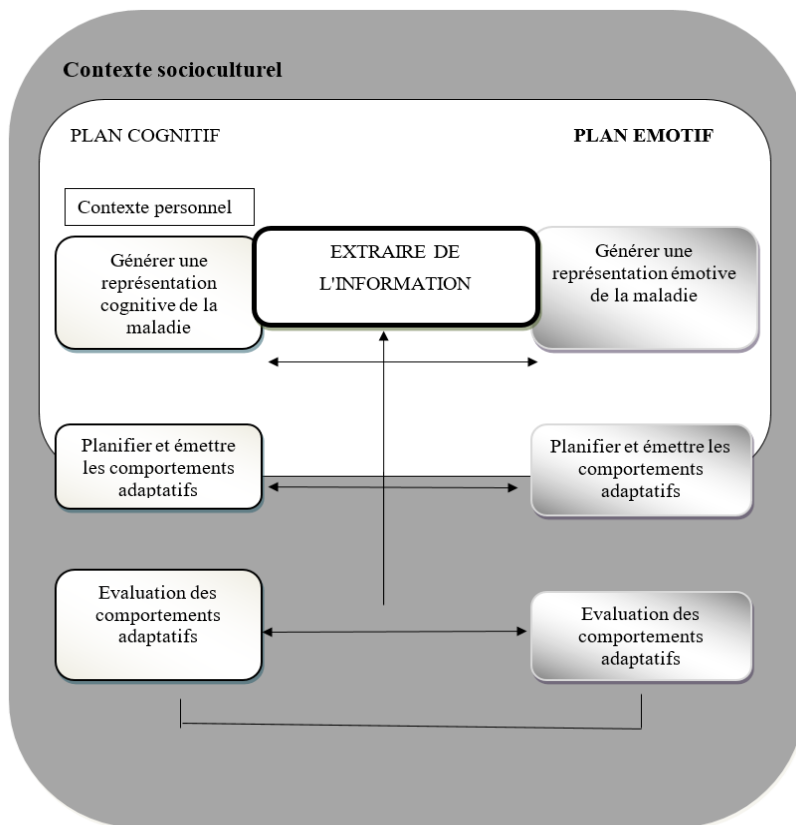 Contexte socioculturel
PLAN COGNITIF
PLAN EMOTIF
Contexte personnel
Générer une
représentation
cognitive de la
maladie
EXTRAIRE DE
L'INFORMATION
Générer une
représentation émotive
de la maladie
Planifier et émettre
les comportements
adaptatifs
Planifier et émettre les
comportements
adaptatifs
Evaluation des
comportements
adaptatifs
Evaluation des
comportements
adaptatifs